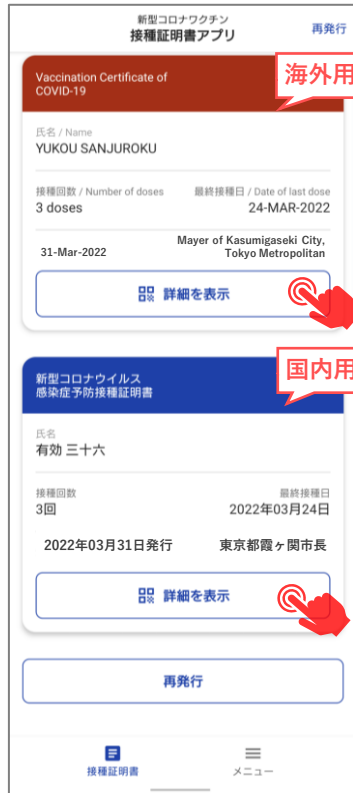 新型コロナワクチン
接種証明書アプリ
再発行
海外用
Vaccination Certificate of
COVID-19
氏名 / Name
YUKOU SANJUROKU
接種回数 / Number of doses 最終接種日 / Date of last dose
3 doses 24-MAR-2022
31-Mar-2022
Mayer of Kasumigaseki City,
Tokyo Metropolitan
詳細を表示
国内用
新型コロナウイルス
感染症予防接種証明書
氏名
有効 三十六
接種回数 最終接種日
3回 2022年03月24日
2022年03月31日発行 東京都霞ヶ関市長
詳細を表示
再発行
接種証明書 メニュー